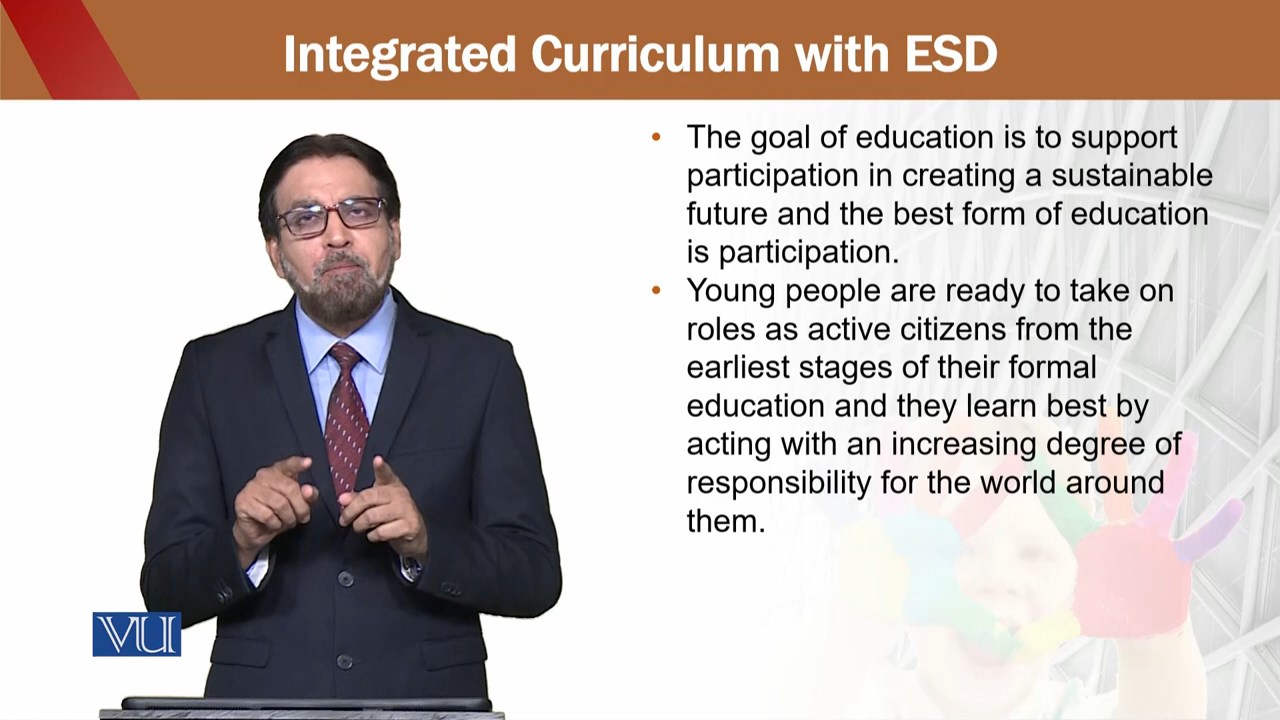 Integrated Curriculum with ESD
• The goal of education is to support
participation in creating a sustainable
future and the best form of education
is participation.
• Young people are ready to take on
roles as active citizens from the
earliest stages of their formal
education and they learn best by
acting with an increasing degree of
responsibility for the world around
them.
VU